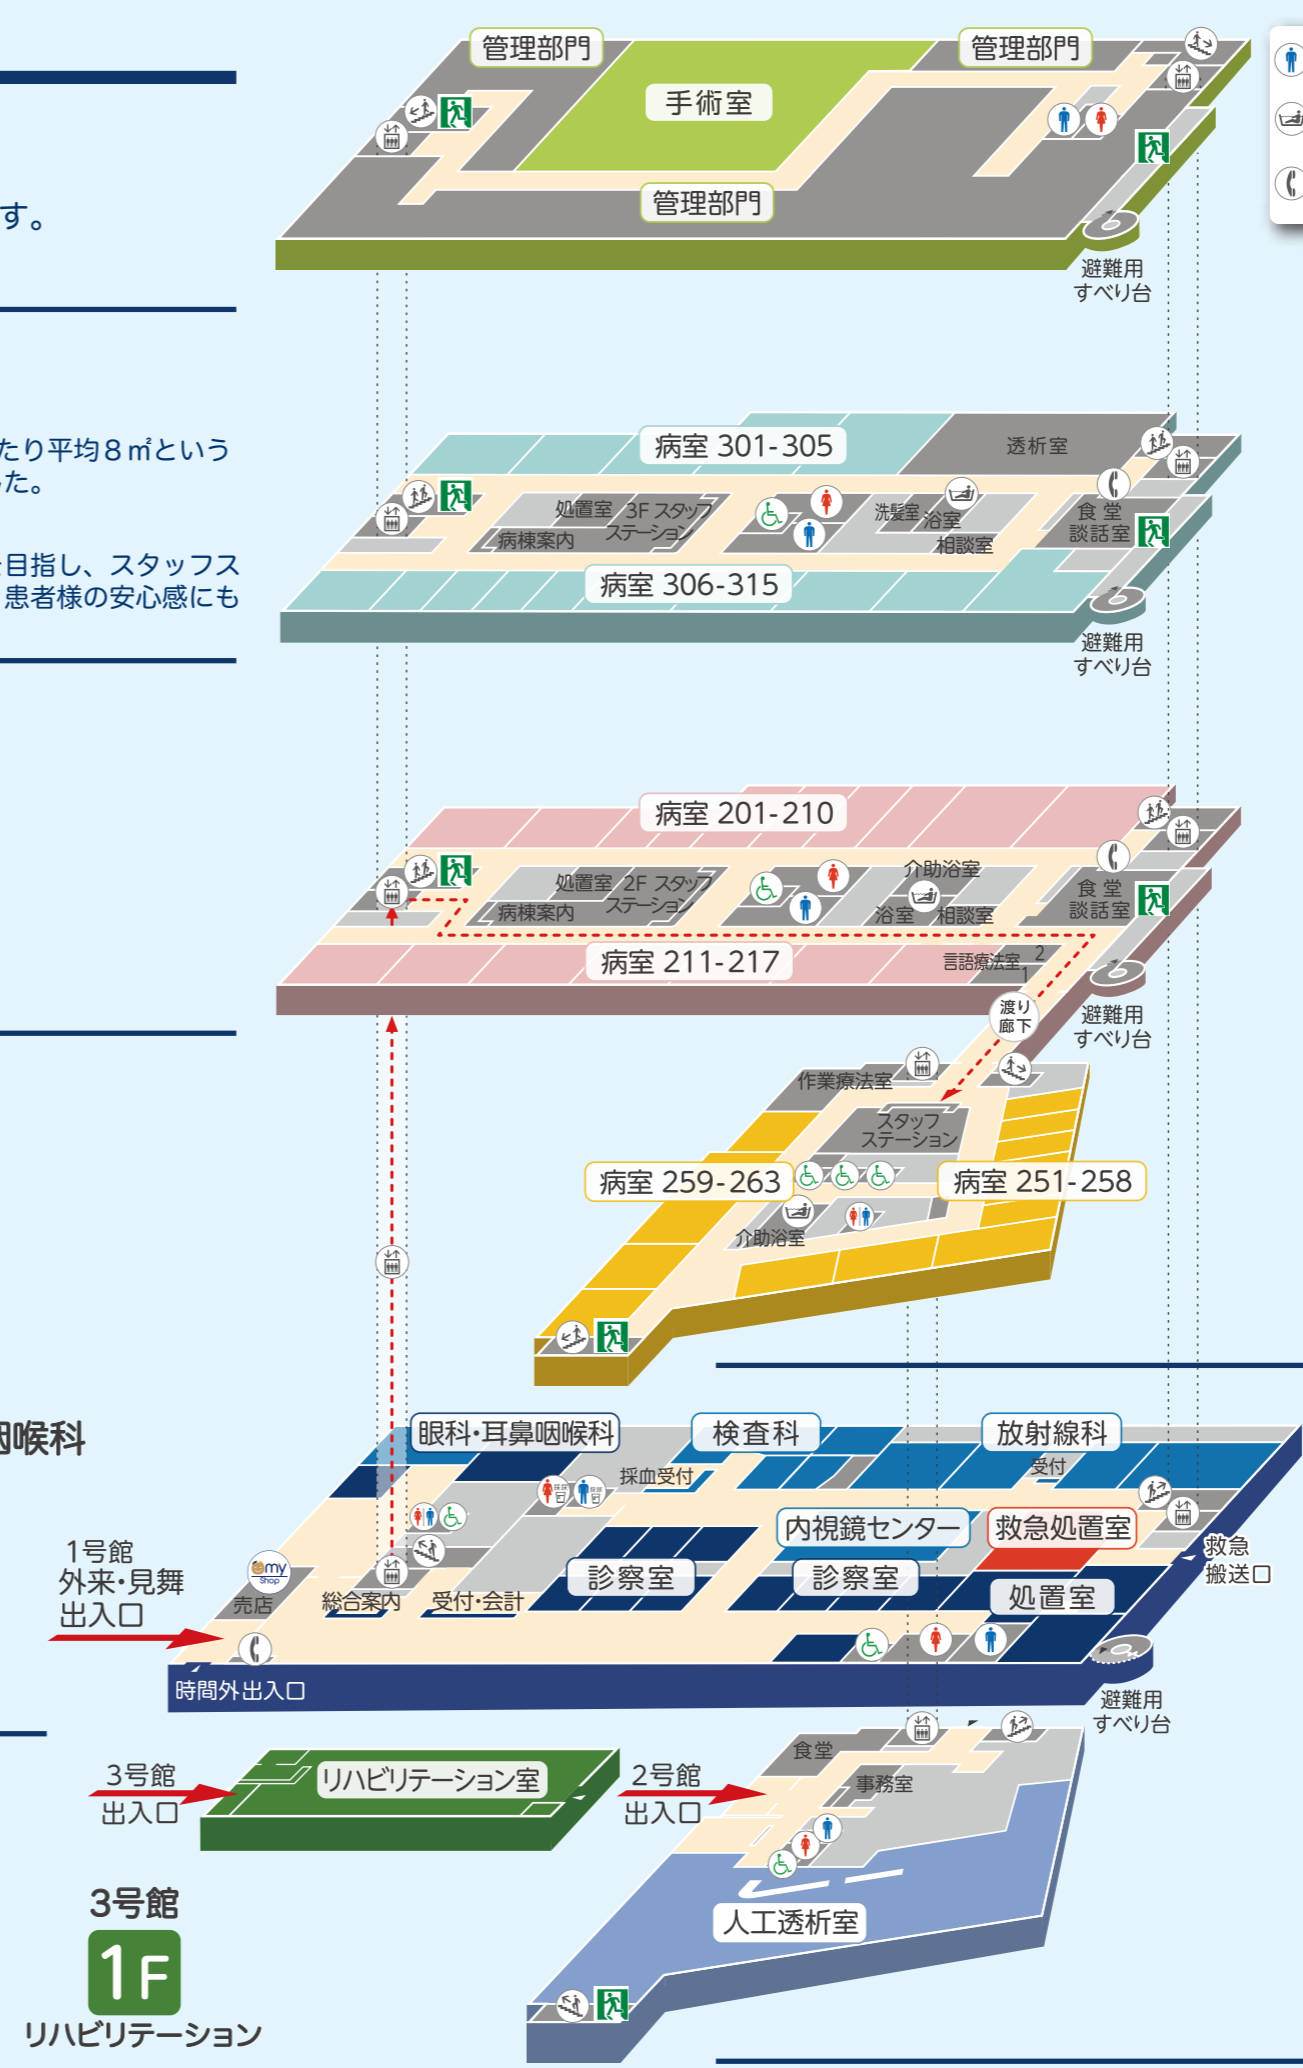 管理部門
管理部門
手術室
管理部門
避難用
すべり台
す。
たり平均8㎡という
た。
を目指し、スタッフス
患者様の安心感にも
病室 301-305
透析室
処置室
3F スタッフ
ステーション
病棟案内
洗髪室
浴室
相談室
食堂
談話室
病室 306-315
避難用
すべり台
病室 201-210
処置室
2F スタッフ
ステーション
病棟案内
介助浴室
浴室
相談室
食堂
談話室
病室 211-217
言語療法室
2
1
渡り
廊下
避難用
すべり台
作業療法室
スタッフ
ステーション
病室 259-263
病室 251-258
介助浴室
咽喉科
眼科・耳鼻咽喉科
検査科
放射線科
採血受付
受付
内視鏡センター
救急処置室
救急
搬送口
診察室
診察室
処置室
1号館
外来・見舞
出入口
my
Shop
売店
総合案内
受付・会計
時間外出入口
避難用
すべり台
3号館
出入口
リハビリテーション室
2号館
出入口
食堂
事務室
人工透析室
3号館
1F
リハビリテーション